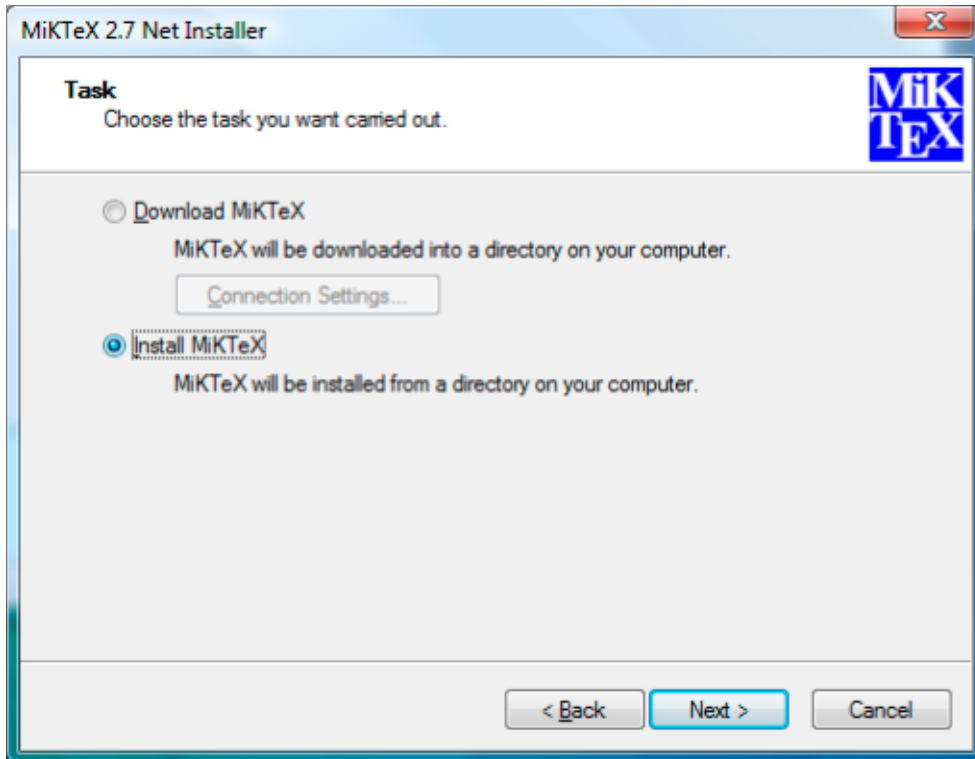 MiKTeX 2.7 Net Installer
Task
Choose the task you want carried out.
MiK
TEX
Download MiKTeX
MiKTeX will be downloaded into a directory on your computer.
Connection Settings...
Install MiKTeX
MiKTeX will be installed from a directory on your computer.
< Back
Next >
Cancel